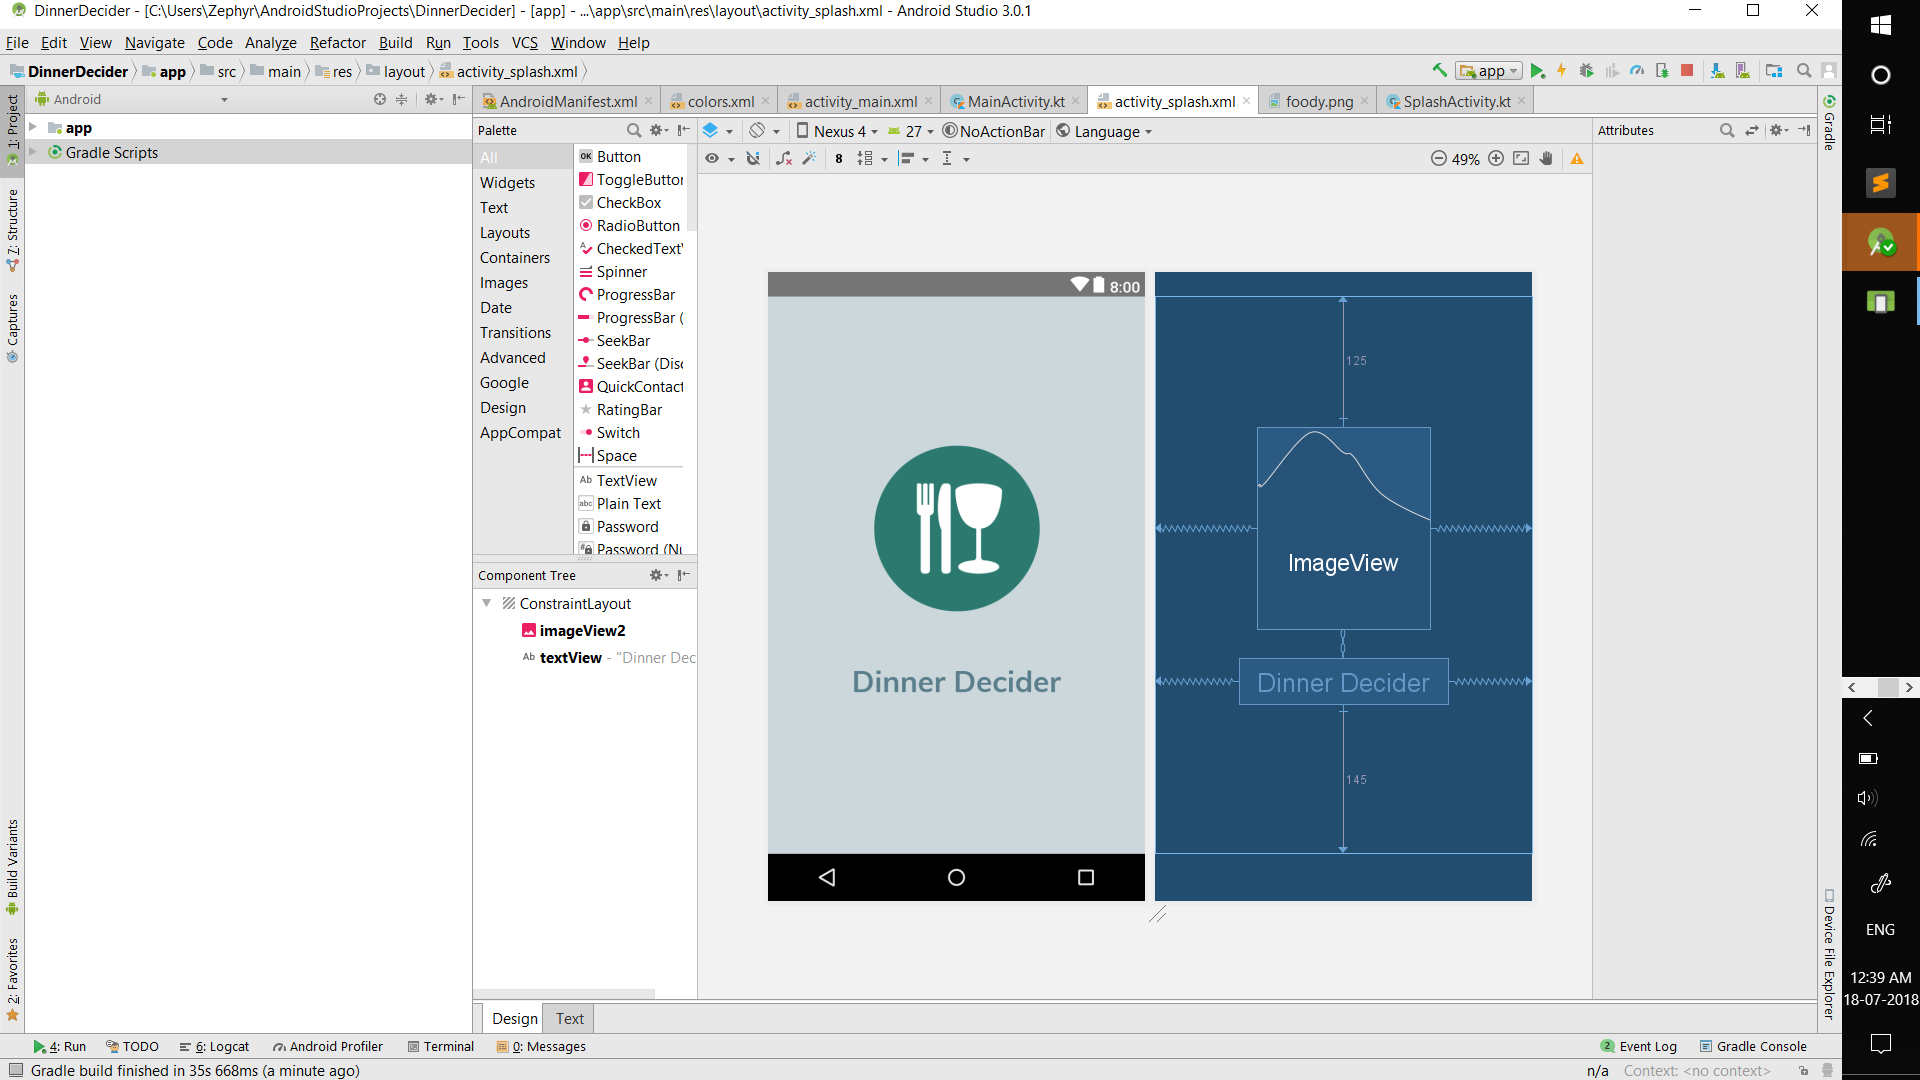 DinnerDecider - [C:\Users\Zephyr\AndroidStudioProjects\DinnerDecider] - [app] - ...\app\src\main\res\layout\activity_splash.xml - Android Studio 3.0.1
File Edit View Navigate Code Analyze Refactor Build Run Tools VCS Window Help
DinnerDecider app src main res layout activity_splash.xml
app
Android
AndroidManifest.xml colors.xml activity_main.xml MainActivity.kt activity_splash.xml foody.png SplashActivity.kt
1: Project
7: Structure
Captures
Build Variants
2: Favorites
app
Gradle Scripts
Palette
All
Widgets
Text
Layouts
Containers
Images
Date
Transitions
Advanced
Google
Design
AppCompat
OK Button
ToggleButton
CheckBox
RadioButton
CheckedTextV
Spinner
ProgressBar
ProgressBar (
SeekBar
SeekBar (Disc
QuickContact
RatingBar
Switch
Space
Ab TextView
abc Plain Text
Password
Password (Nu
Component Tree
ConstraintLayout
imageView2
Ab textView - "Dinner Dec
Nexus 4 27 NoActionBar Language
8
49%
8:00
Dinner Decider
125
ImageView
Dinner Decider
145
Attributes
Gradle
Device File Explorer
Design Text
4: Run TODO 6: Logcat Android Profiler Terminal 0: Messages
2 Event Log Gradle Console
Gradle build finished in 35s 668ms (a minute ago)
n/a Context: <no context>
ENG
12:39 AM
18-07-2018